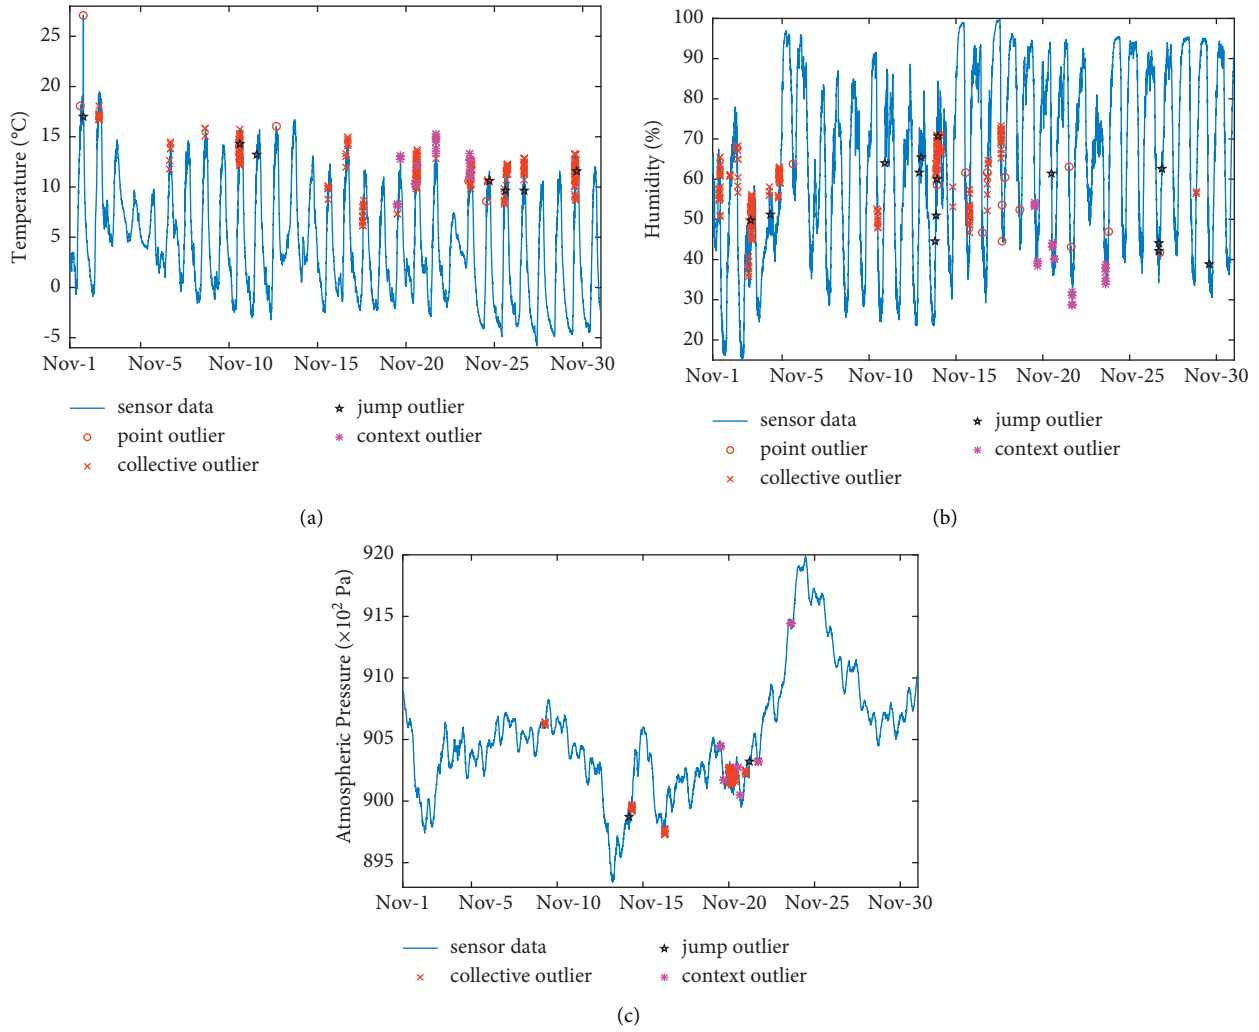 25
20
15
10
5
0
-5
Temperature (°C)
Nov-1 Nov-5 Nov-10 Nov-15 Nov-20 Nov-25 Nov-30
sensor data
point outlier
collective outlier
jump outlier
context outlier
(a)
100
90
80
70
60
50
40
30
20
Humidity (%)
Nov-1 Nov-5 Nov-10 Nov-15 Nov-20 Nov-25 Nov-30
sensor data
point outlier
collective outlier
jump outlier
context outlier
(b)
920
915
910
905
900
895
Atmospheric Pressure (×10² Pa)
Nov-1 Nov-5 Nov-10 Nov-15 Nov-20 Nov-25 Nov-30
sensor data
collective outlier
jump outlier
context outlier
(c)